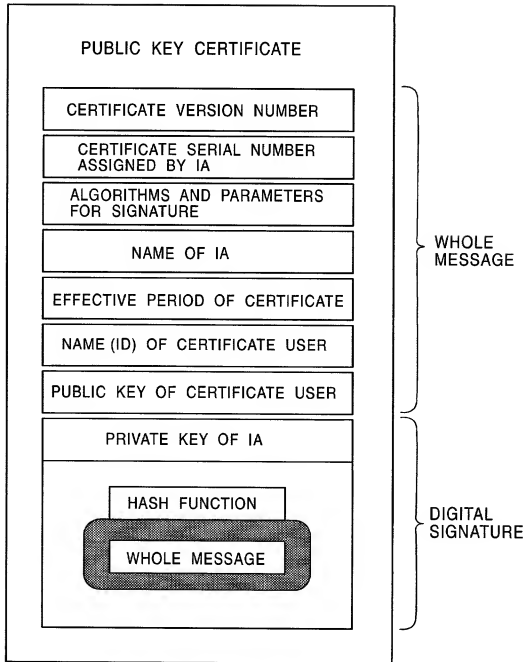 PUBLIC KEY CERTIFICATE
CERTIFICATE VERSION NUMBER
CERTIFICATE SERIAL NUMBER
ASSIGNED BY IA
ALGORITHMS AND PARAMETERS
FOR SIGNATURE
NAME OF IA
EFFECTIVE PERIOD OF CERTIFICATE
NAME (ID) OF CERTIFICATE USER
PUBLIC KEY OF CERTIFICATE USER
WHOLE
MESSAGE
PRIVATE KEY OF IA
HASH FUNCTION
WHOLE MESSAGE
DIGITAL
SIGNATURE